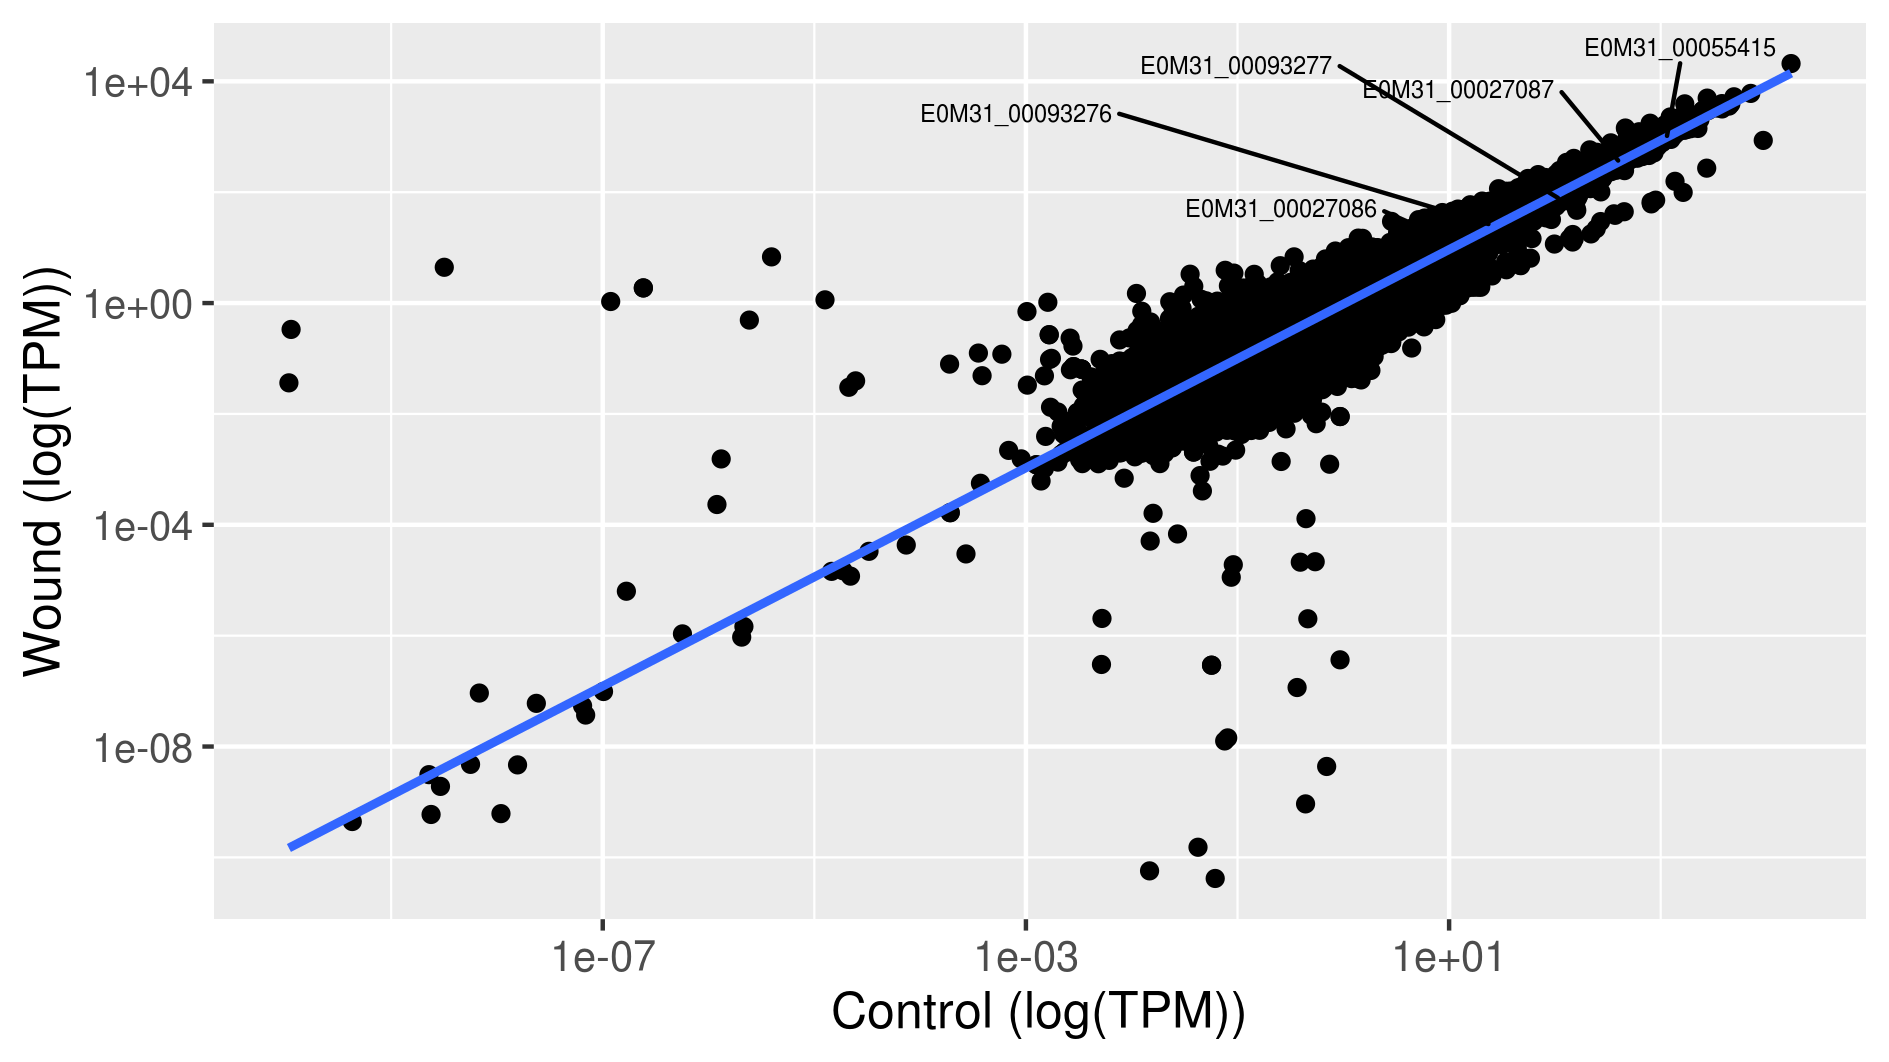 E0M31_00055415
E0M31_00093277
E0M31_00027087
E0M31_00093276
E0M31_00027086
1e+04
1e+00
1e-04
1e-08
Wound (log(TPM))
1e-07
1e-03
1e+01
Control (log(TPM))